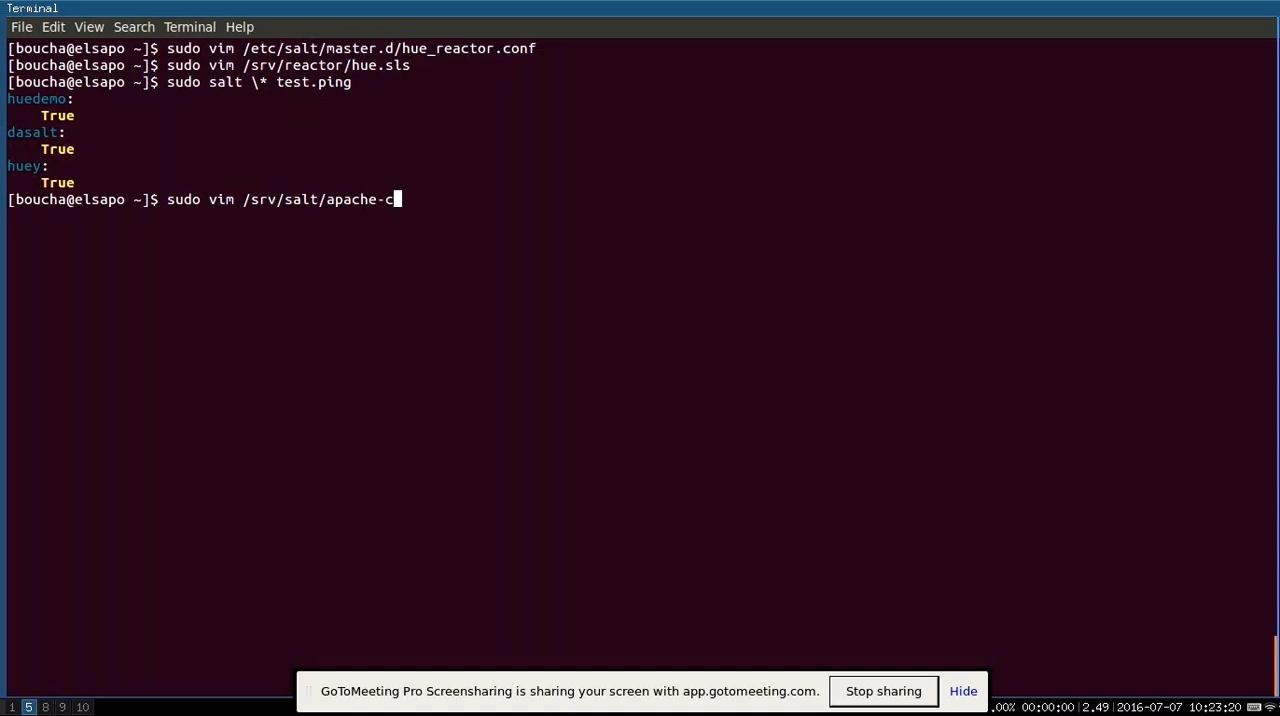 Terminal
File Edit View Search Terminal Help
[boucha@elsapo ~]$ sudo vim /etc/salt/master.d/hue_reactor.conf
[boucha@elsapo ~]$ sudo vim /srv/reactor/hue.sls
[boucha@elsapo ~]$ sudo salt \* test.ping
huedemo:
    True
dasalt:
    True
huey:
    True
[boucha@elsapo ~]$ sudo vim /srv/salt/apache-c
GoToMeeting Pro Screensharing is sharing your screen with app.gotomeeting.com. Stop sharing Hide
1 5 8 9 10 .00% 00:00:00 | 2.49 | 2016-07-07 10:23:20